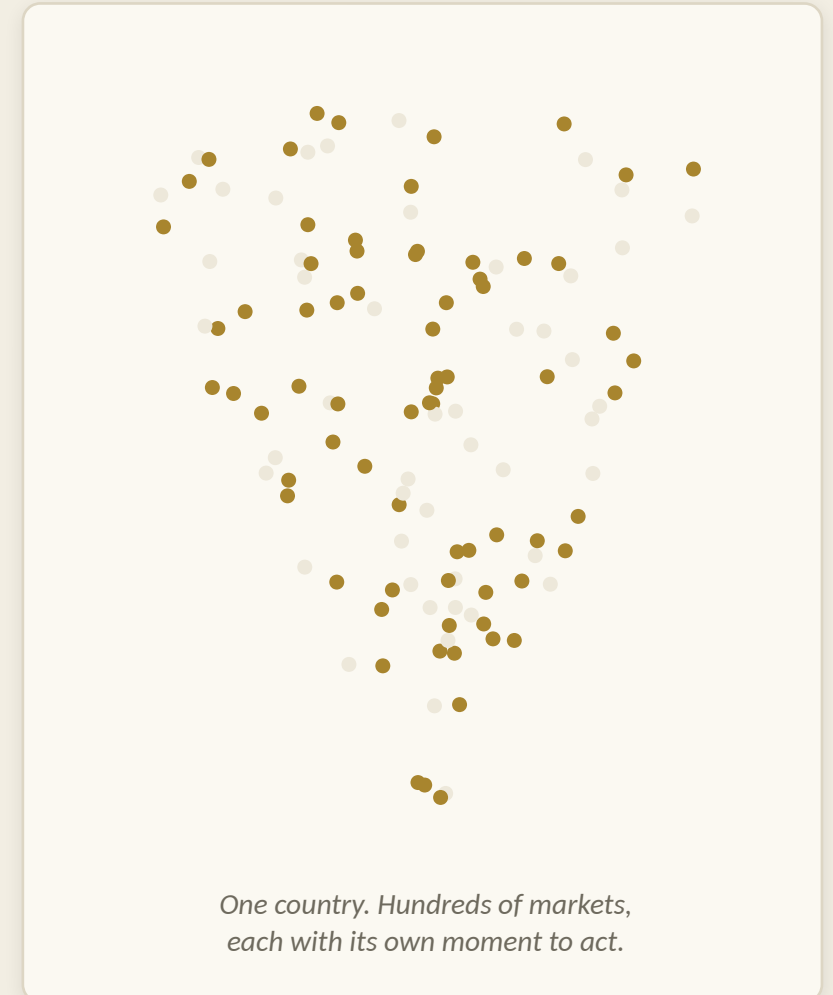 One country. Hundreds of markets,
each with its own moment to act.